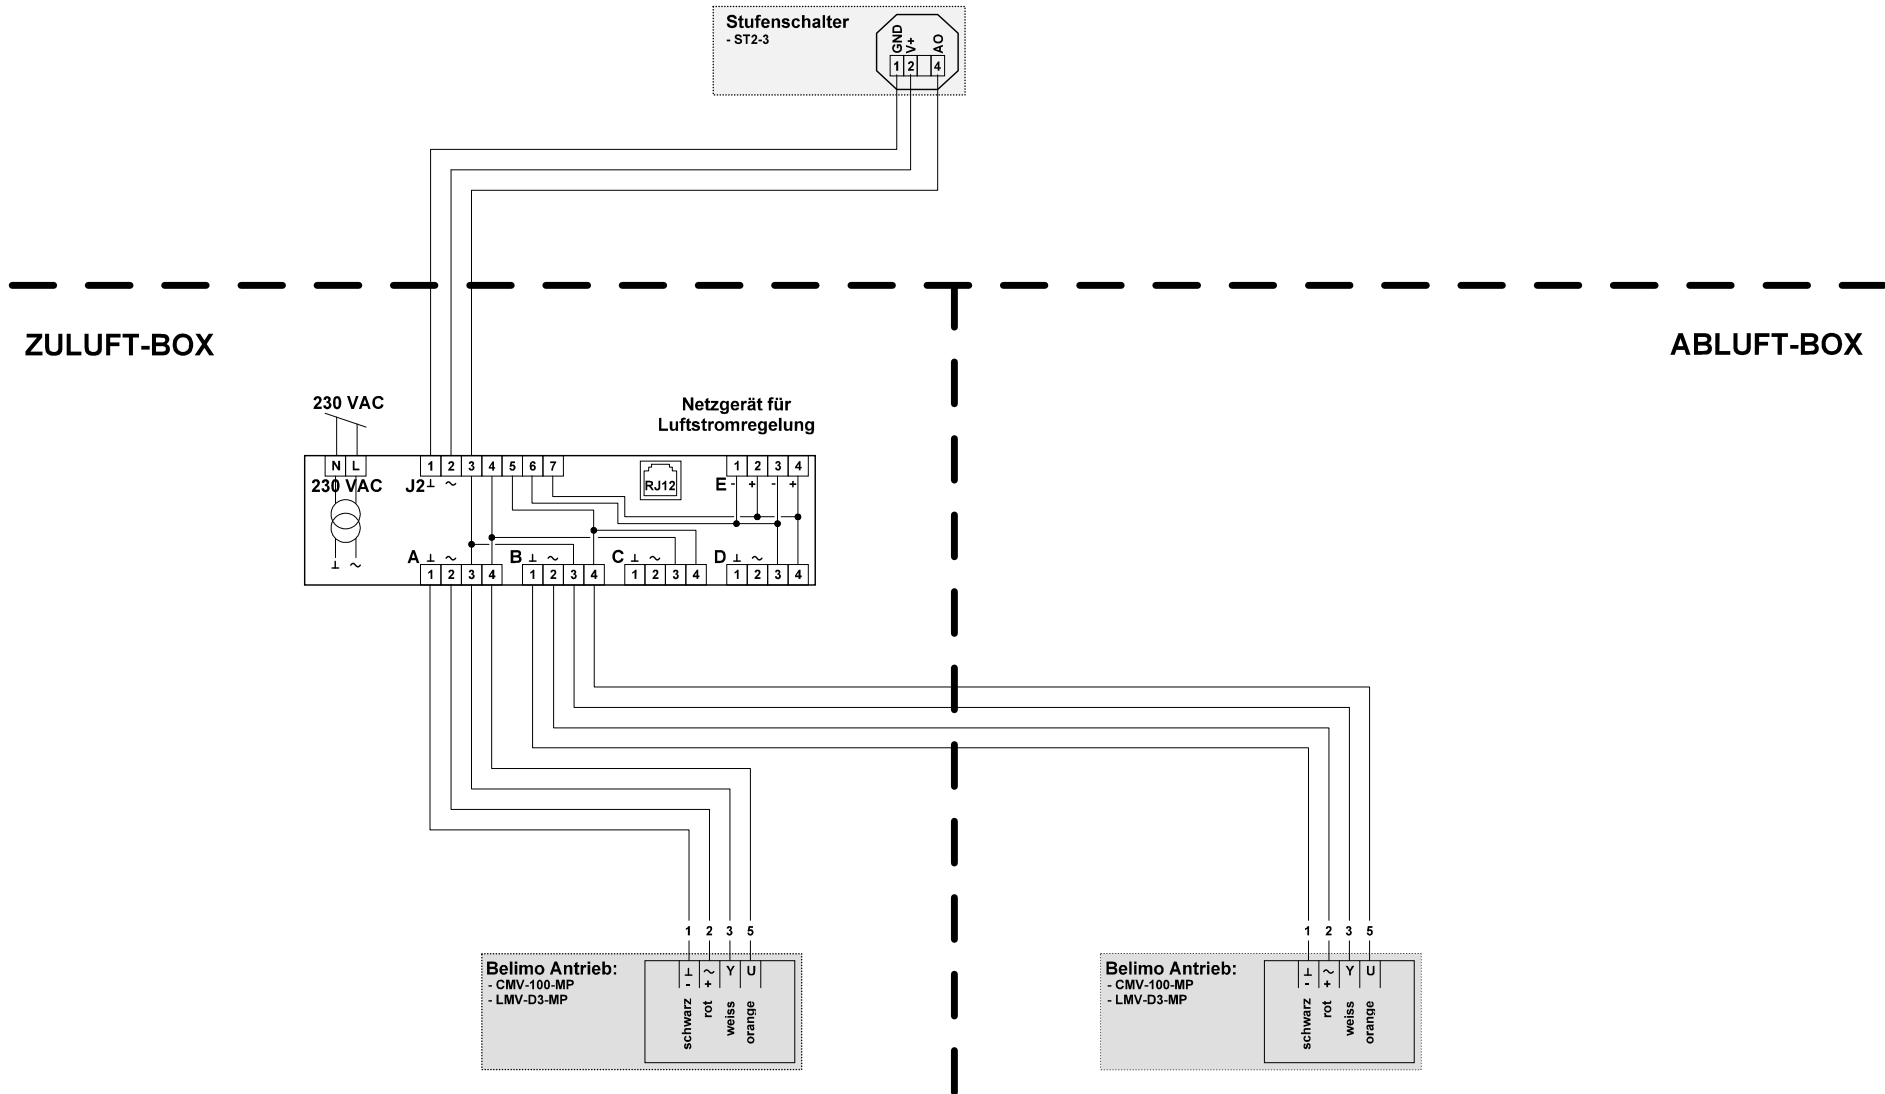 Stufenschalter
- ST2-3
GND V+ AO
1 2 4
ZULUFT-BOX
ABLUFT-BOX
230 VAC
Netzgerät für
Luftstromregelung
N L
1 2 3 4 5 6 7
RJ12
1 2 3 4
230 VAC
J2 ⊥ ~
E - + - +
⊥ ~
A ⊥ ~
B ⊥ ~
C ⊥ ~
D ⊥ ~
1 2 3 4
1 2 3 4
1 2 3 4
1 2 3 4
1 2 3 5
Belimo Antrieb:
- CMV-100-MP
- LMV-D3-MP
⊥ ~ Y U
- +
schwarz
rot
weiss
orange
1 2 3 5
Belimo Antrieb:
- CMV-100-MP
- LMV-D3-MP
⊥ ~ Y U
- +
schwarz
rot
weiss
orange